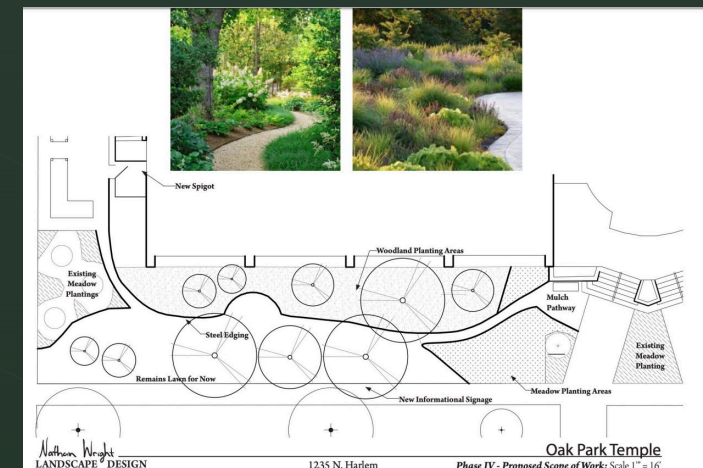 New Spigot
Woodland Planting Areas
Existing
Meadow
Plantings
Mulch
Pathway
Steel Edging
Existing
Meadow
Planting
Remains Lawn for Now
Meadow Planting Areas
New Informational Signage
Oak Park Temple
Nathan Wright
LANDSCAPE DESIGN
1235 N. Harlem
Phase IV - Proposed Scope of Work: Scale 1" = 16'